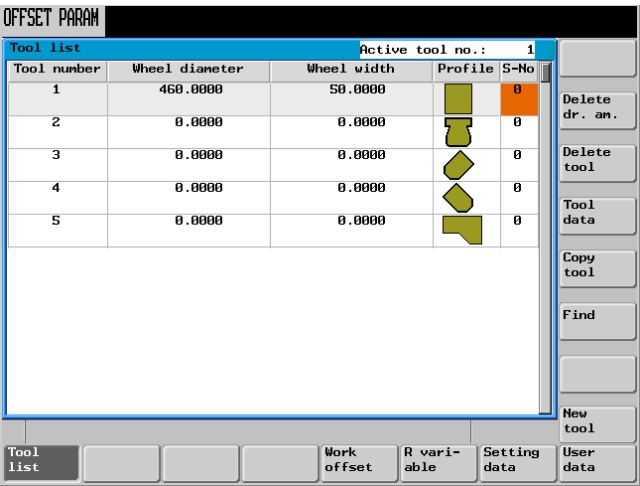 OFFSET PARAM
Tool list Active tool no.: 1
Tool number Wheel diameter Wheel width Profile S-No
1 460.0000 50.0000 0
2 0.0000 0.0000 0
3 0.0000 0.0000 0
4 0.0000 0.0000 0
5 0.0000 0.0000 0
Delete
dr. am.
Delete
tool
Tool
data
Copy
tool
Find
New
tool
Tool
list
Work
offset
R vari-
able
Setting
data
User
data